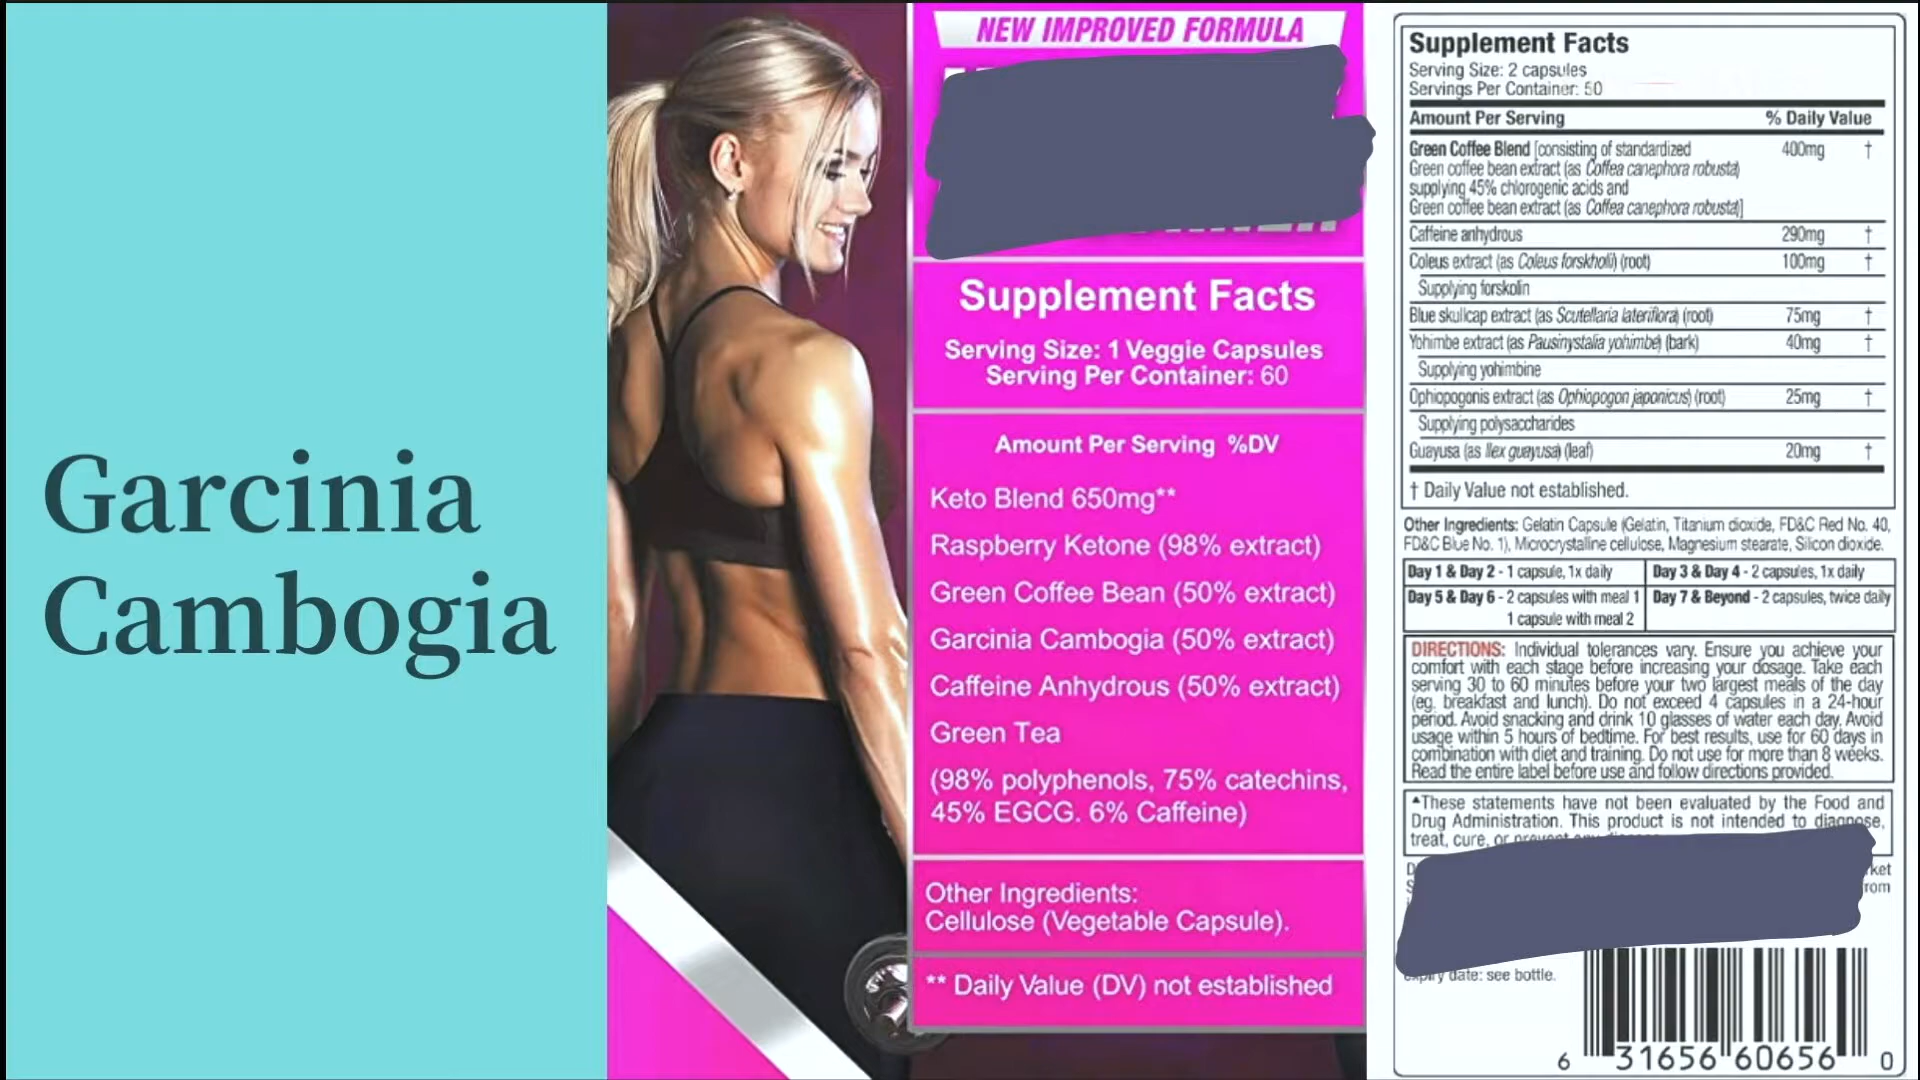 Garcinia
Cambogia
NEW IMPROVED FORMULA
Supplement Facts
Serving Size: 1 Veggie Capsules
Serving Per Container: 60
Amount Per Serving %DV
Keto Blend 650mg**
Raspberry Ketone (98% extract)
Green Coffee Bean (50% extract)
Garcinia Cambogia (50% extract)
Caffeine Anhydrous (50% extract)
Green Tea
(98% polyphenols, 75% catechins,
45% EGCG. 6% Caffeine)
Other Ingredients:
Cellulose (Vegetable Capsule).
** Daily Value (DV) not established
Supplement Facts
Serving Size: 2 capsules
Servings Per Container: 50
Amount Per Serving % Daily Value
Green Coffee Blend [consisting of standardized 400mg †
Green coffee bean extract (as Coffea canephora robusta)
supplying 45% chlorogenic acids and
Green coffee bean extract (as Coffea canephora robusta)]
Caffeine anhydrous 290mg †
Coleus extract (as Coleus forskholii) (root) 100mg †
Supplying forskolin
Blue skullcap extract (as Scutellaria lateriflora) (root) 75mg †
Yohimbe extract (as Pausinystalia yohimbe) (bark) 40mg †
Supplying yohimbine
Ophiopogonis extract (as Ophiopogon japonicus) (root) 25mg †
Supplying polysaccharides
Guayusa (as Ilex guayusa) (leaf) 20mg †
† Daily Value not established.
Other Ingredients: Gelatin Capsule (Gelatin, Titanium dioxide, FD&C Red No. 40,
FD&C Blue No. 1), Microcrystalline cellulose, Magnesium stearate, Silicon dioxide.
Day 1 & Day 2 - 1 capsule, 1x daily
Day 3 & Day 4 - 2 capsules, 1x daily
Day 5 & Day 6 - 2 capsules with meal 1
1 capsule with meal 2
Day 7 & Beyond - 2 capsules, twice daily
DIRECTIONS: Individual tolerances vary. Ensure you achieve your
comfort with each stage before increasing your dosage. Take each
serving 30 to 60 minutes before your two largest meals of the day
(eg. breakfast and lunch). Do not exceed 4 capsules in a 24-hour
period. Avoid snacking and drink 10 glasses of water each day. Avoid
usage within 5 hours of bedtime. For best results, use for 60 days in
combination with diet and training. Do not use for more than 8 weeks.
Read the entire label before use and follow directions provided.
▲These statements have not been evaluated by the Food and
Drug Administration. This product is not intended to diagnose,
treat, cure, or prevent any disease.
expiry date: see bottle.
6 31656 60656 0